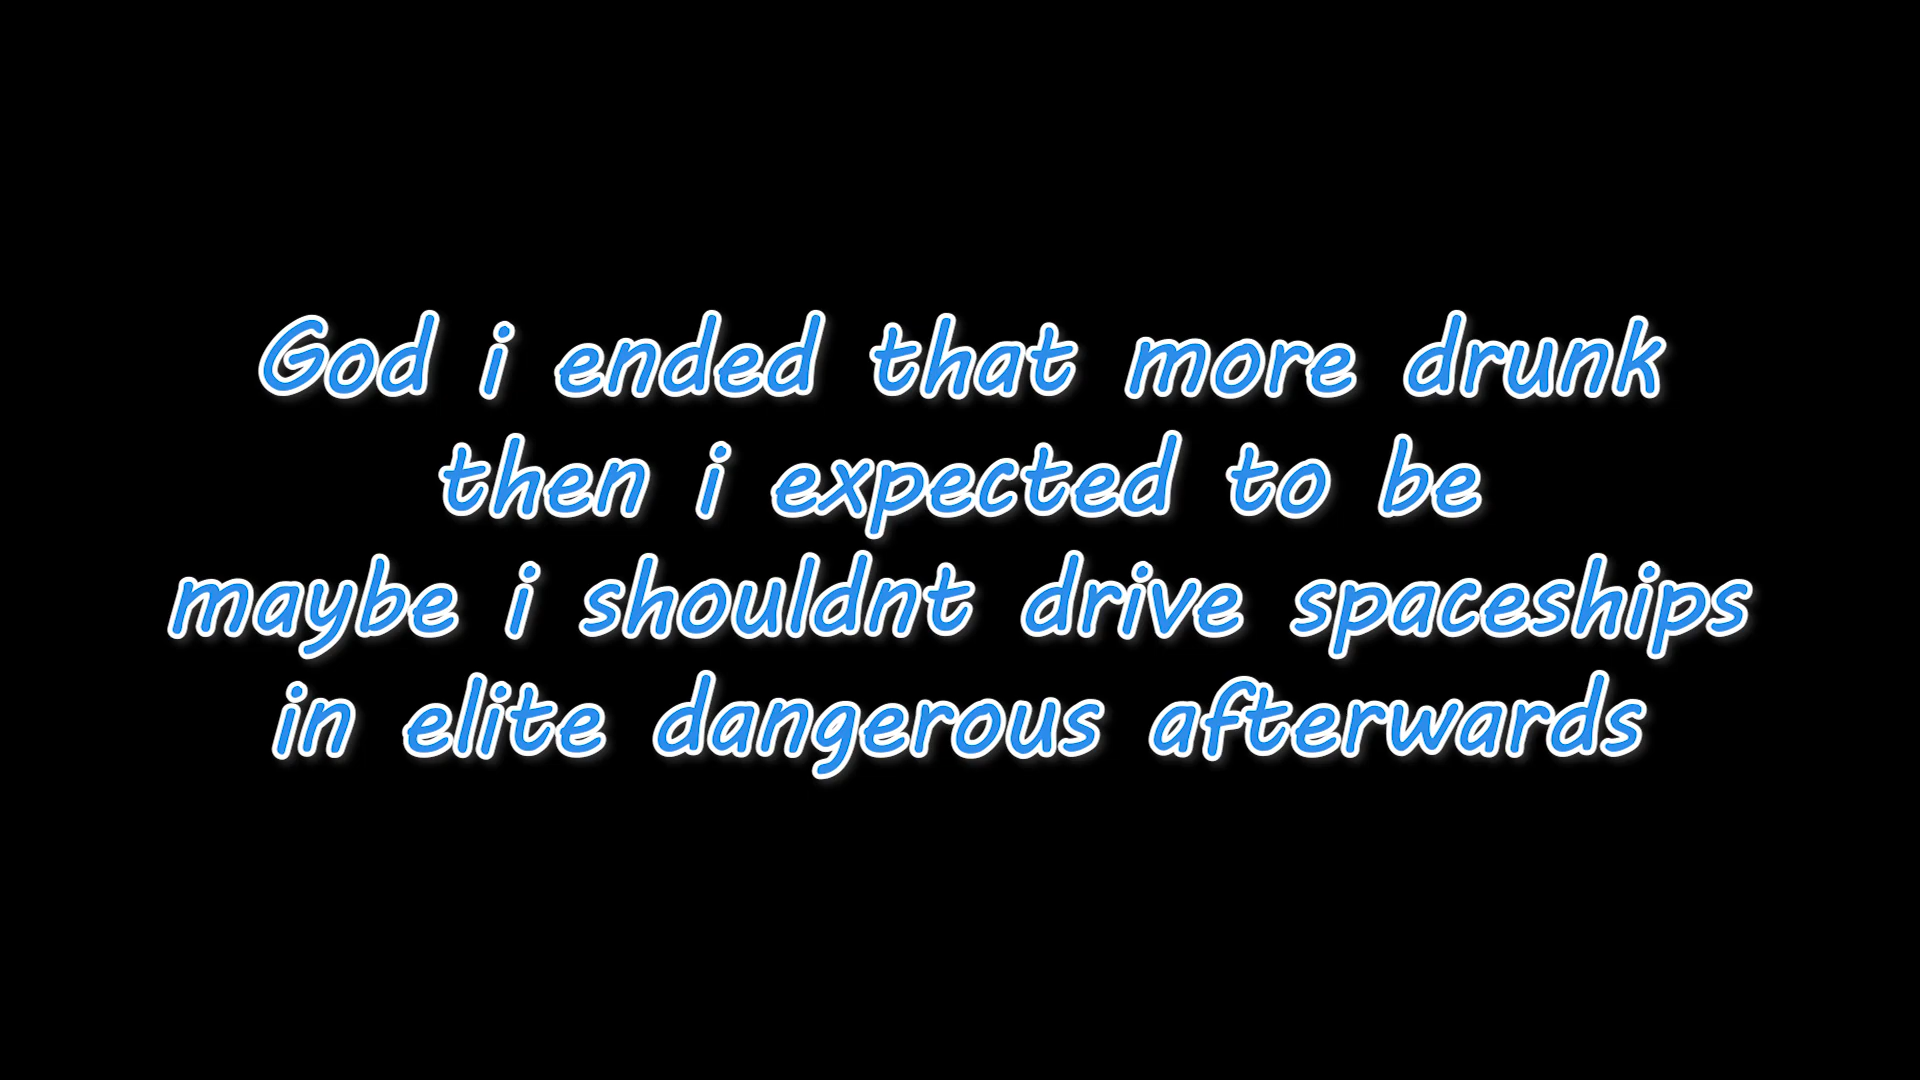 God i ended that more drunk
then i expected to be
maybe i shouldnt drive spaceships
in elite dangerous afterwards